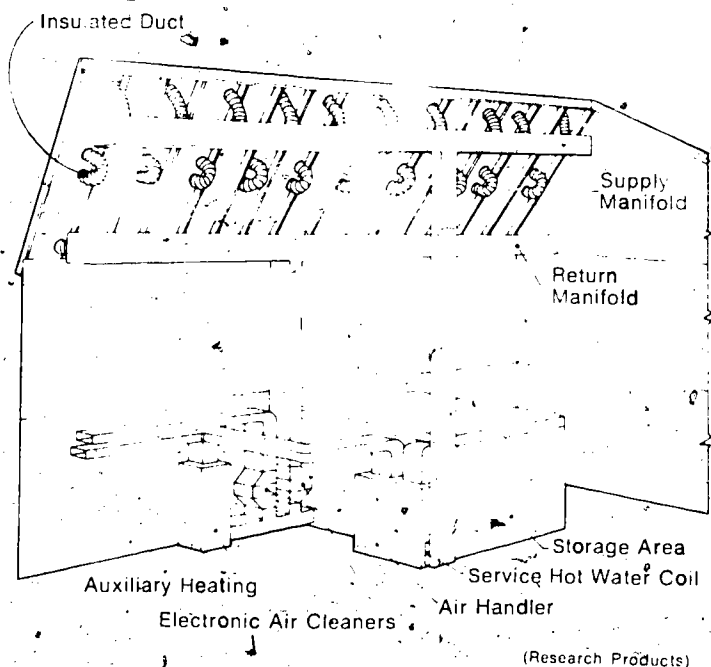 Insulated Duct
Supply
Manifold
Return
Manifold
Storage Area
Service Hot Water Coil
Auxiliary Heating
Air Handler
Electronic Air Cleaners
(Research Products)